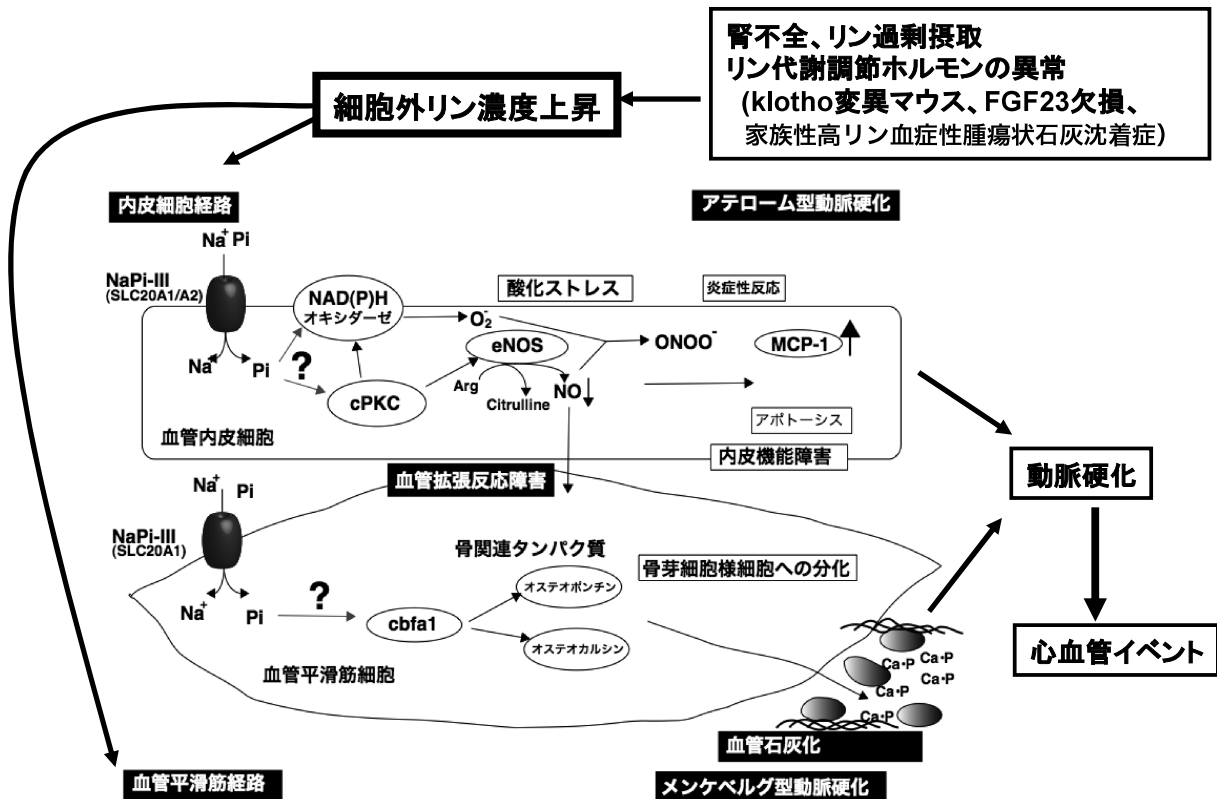 腎不全、リン過剰摂取
リン代謝調節ホルモンの異常
(klotho変異マウス、FGF23欠損、
家族性高リン血症性腫瘍状石灰沈着症）
細胞外リン濃度上昇
内皮細胞経路
アテローム型動脈硬化
Na⁺ Pi
NaPi-III
(SLC20A1/A2)
NAD(P)H
オキシダーゼ
酸化ストレス
炎症性反応
O₂⁻
eNOS
ONOO⁻
MCP-1
Na⁺
Pi
?
cPKC
Arg
Citrulline
NO
アポトーシス
血管内皮細胞
内皮機能障害
血管拡張反応障害
動脈硬化
Na⁺
Pi
NaPi-III
(SLC20A1)
骨関連タンパク質
骨芽細胞様細胞への分化
オステオポンチン
Na⁺
Pi
?
cbfa1
オステオカルシン
心血管イベント
血管平滑筋細胞
Ca・P
Ca・P
Ca・P
Ca・P
Ca・P
血管石灰化
血管平滑筋経路
メンケベルグ型動脈硬化